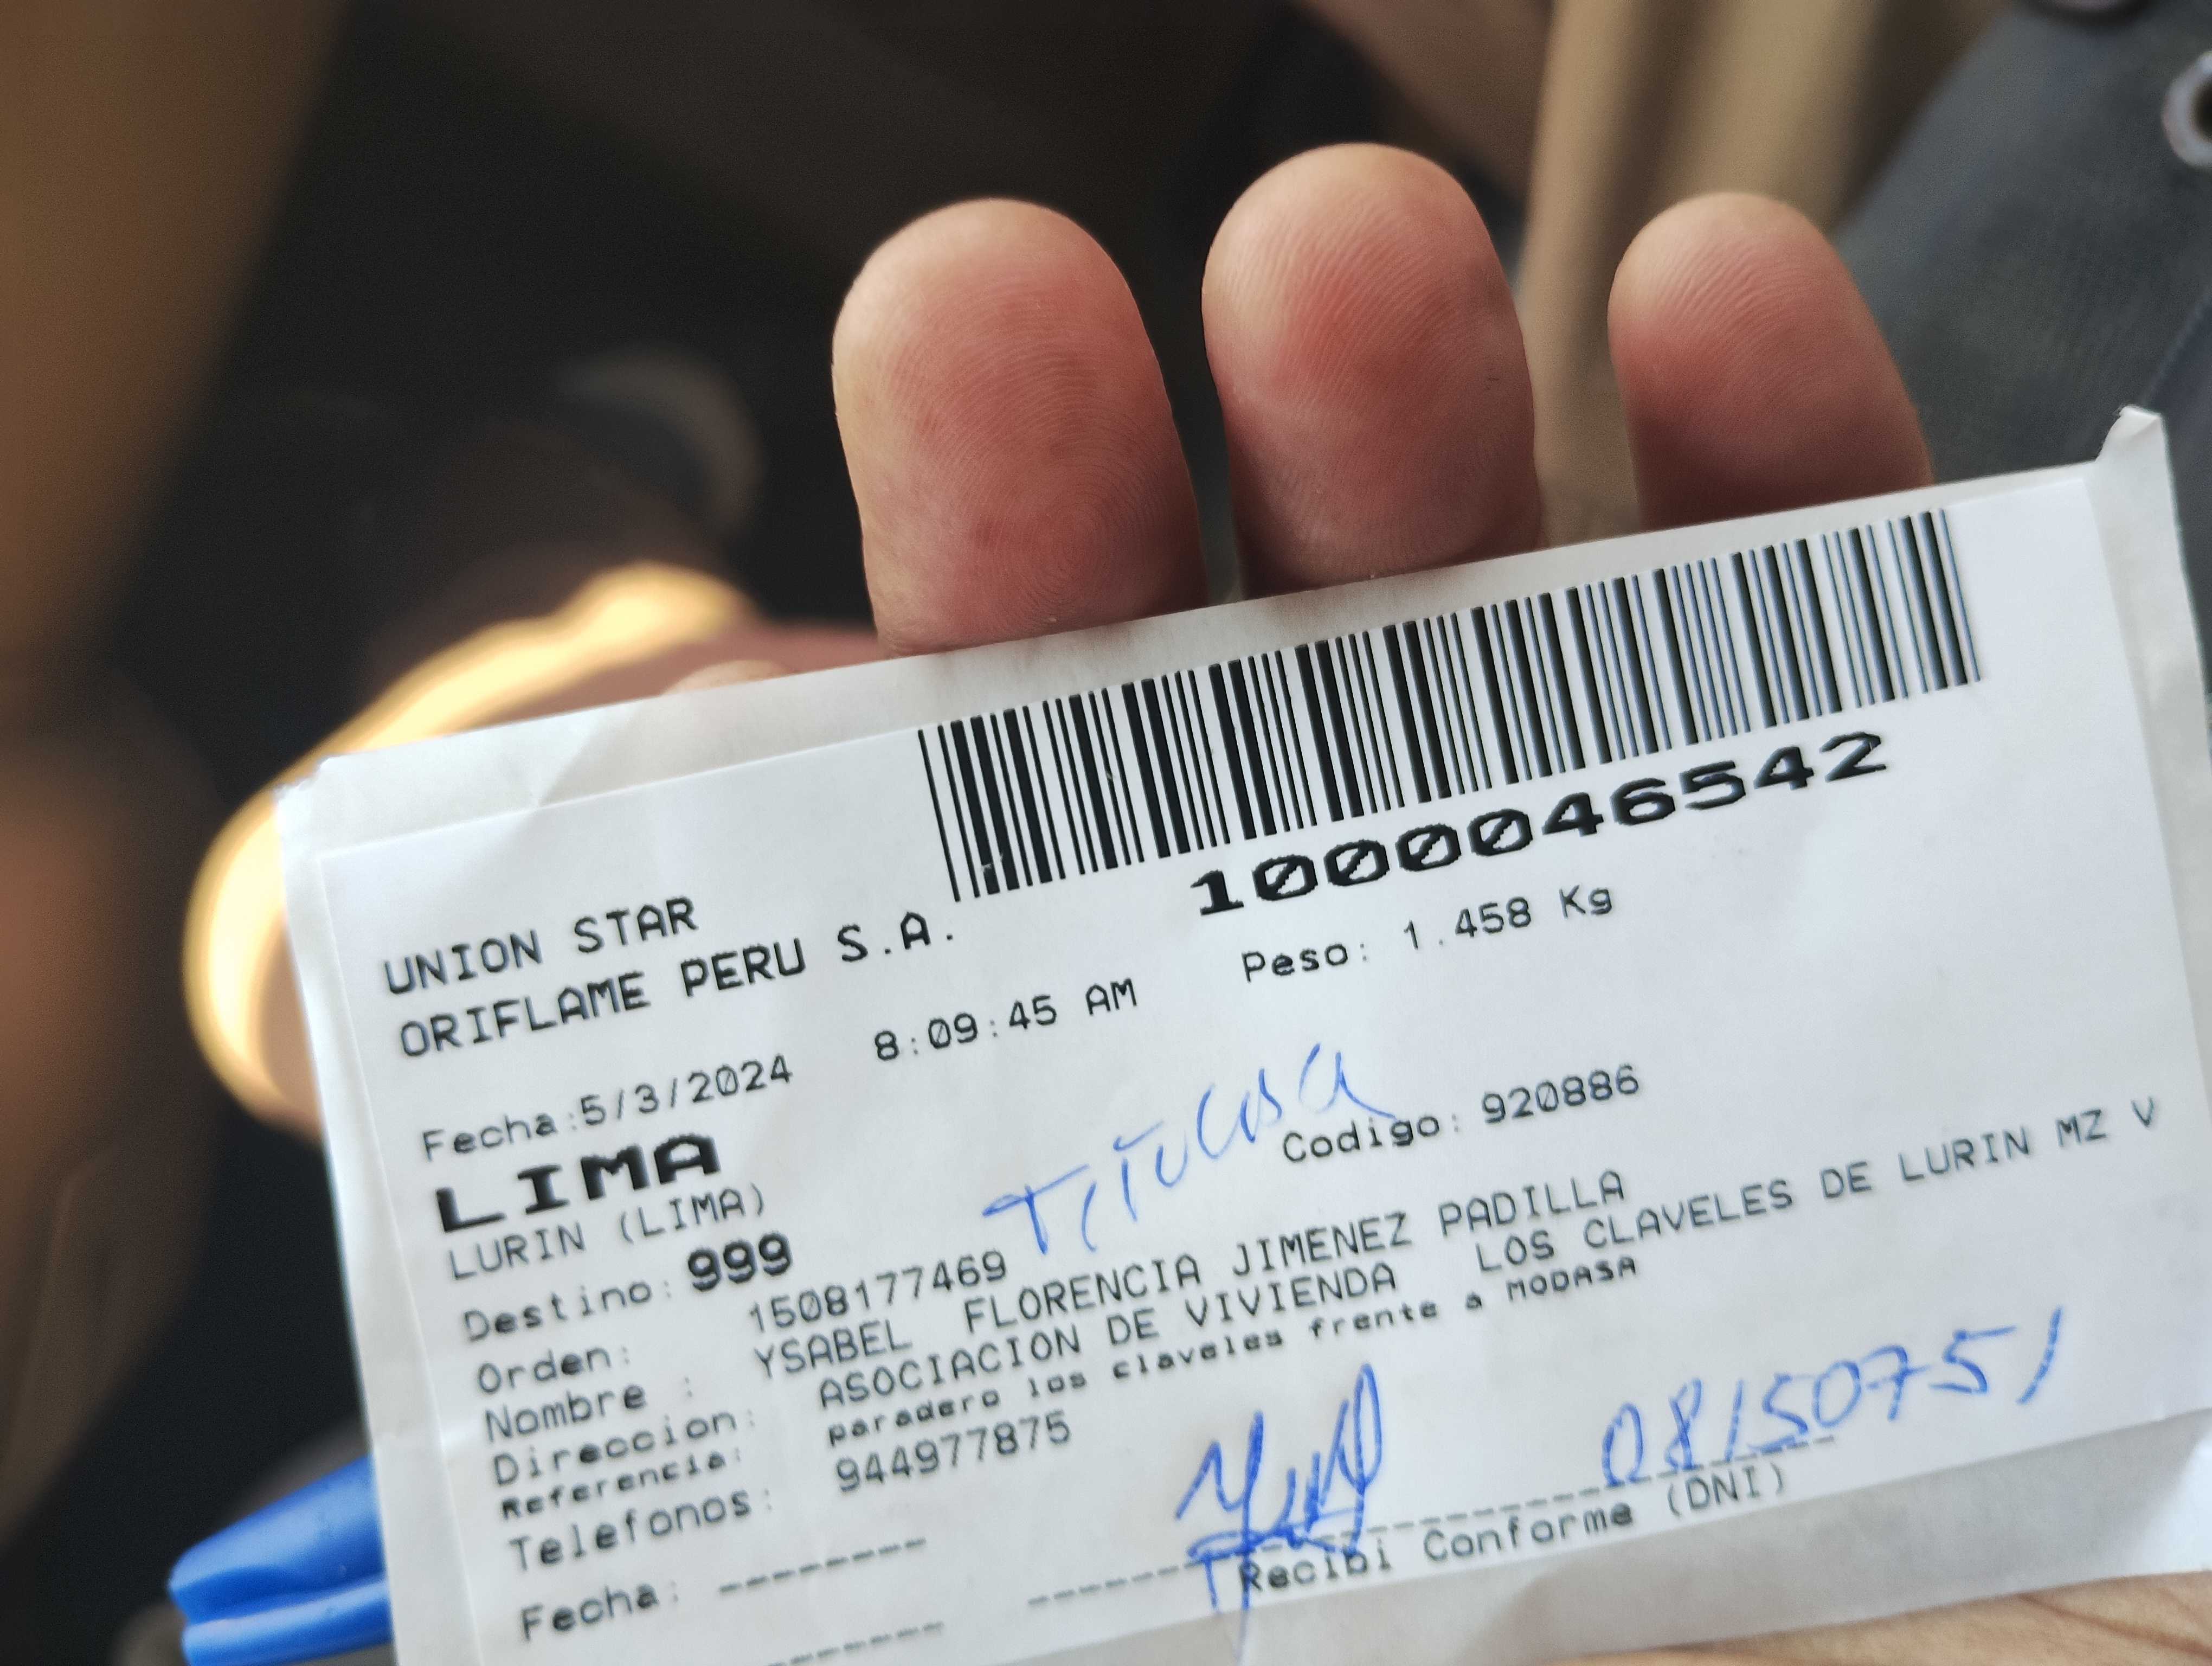 1000046542
UNION STAR
ORIFLAME PERU S.A.
Peso: 1.458 Kg
Fecha:5/3/2024 8:09:45 AM
LIMA
Titular
LURIN (LIMA)
Codigo: 920886
Destino: 999
Orden: 1508177469
Nombre : YSABEL FLORENCIA JIMENEZ PADILLA
Direccion: ASOCIACION DE VIVIENDA LOS CLAVELES DE LURIN MZ V
Referencia: paradero los claveles frente a MODASA
Telefonos: 944977875
08150751
Fecha: --------
Recibi Conforme (DNI)